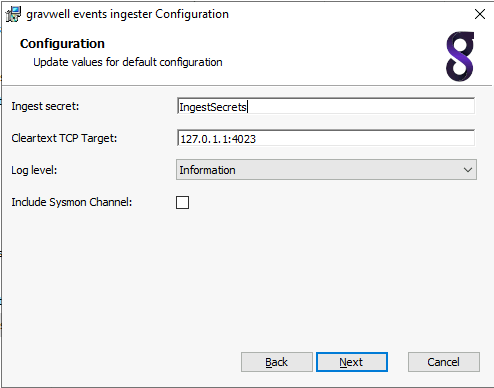 gravwell events ingester Configuration
Configuration
Update values for default configuration
Ingest secret: IngestSecrets
Cleartext TCP Target: 127.0.1.1:4023
Log level: Information
Include Sysmon Channel:
Back Next Cancel